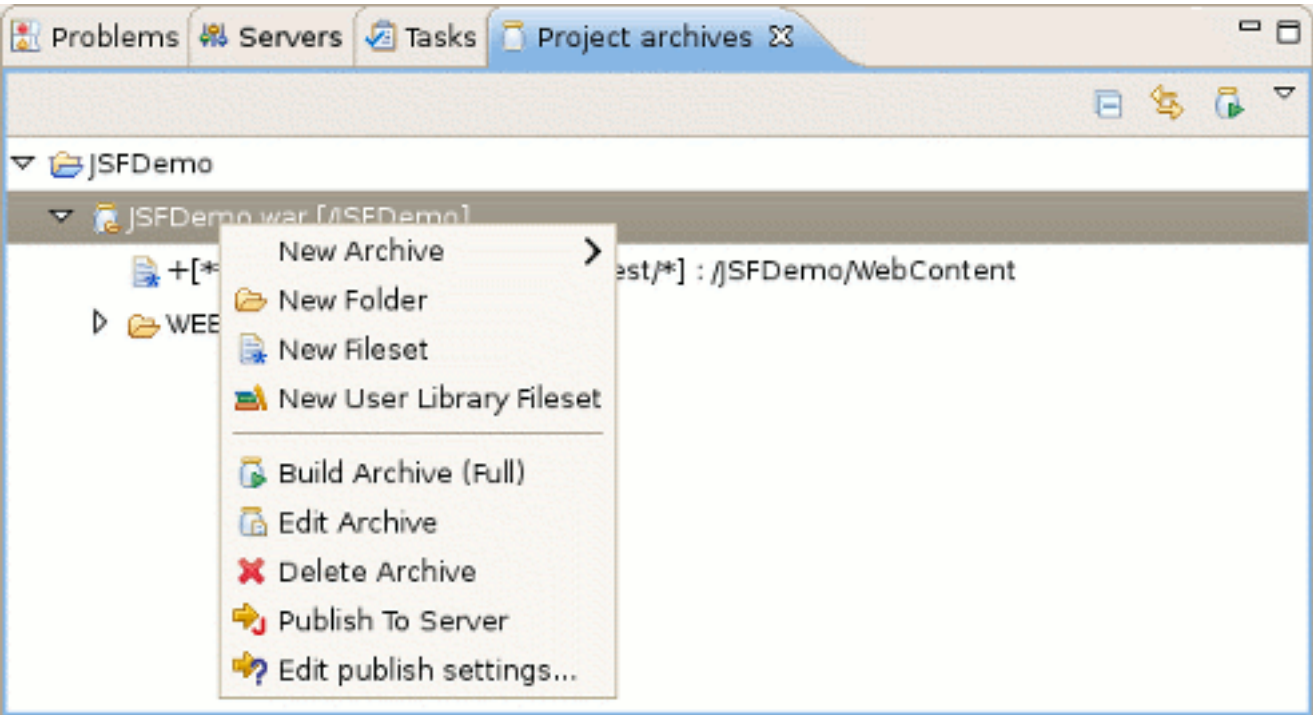 Problems Servers Tasks Project archives
JSFDemo
JSFDemo.war [/JSFDemo]
New Archive
+[* est/*] : /JSFDemo/WebContent
New Folder
WEB
New Fileset
New User Library Fileset
Build Archive (Full)
Edit Archive
Delete Archive
Publish To Server
Edit publish settings...